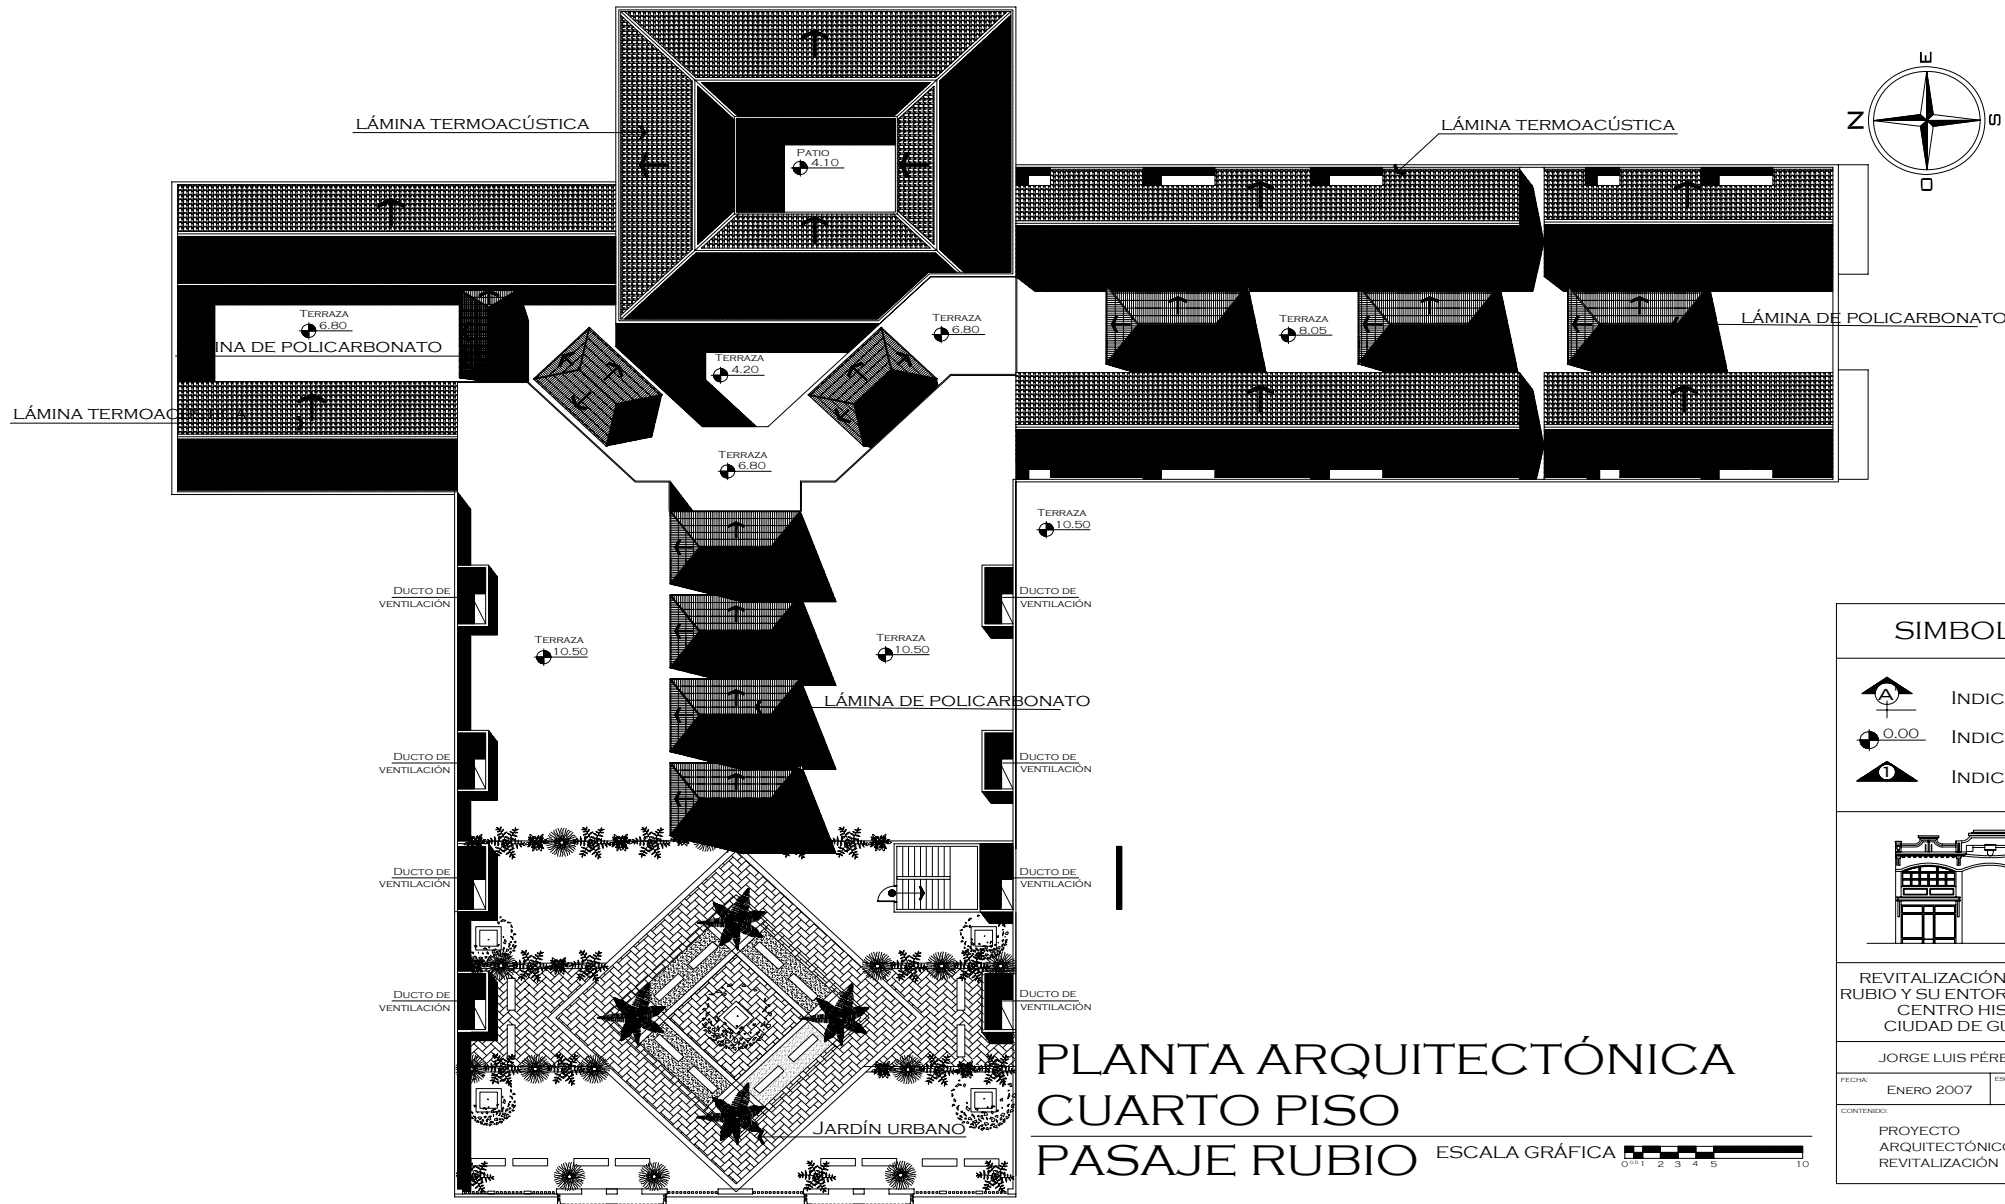 LÁMINA TERMOACÚSTICA
LÁMINA TERMOACÚSTICA
E
N
S
O
PATIO
4.10
TERRAZA
6.80
TERRAZA
6.80
TERRAZA
8.05
LÁMINA DE POLICARBONATO
INA DE POLICARBONATO
TERRAZA
4.20
LÁMINA TERMOACÚSTICA
TERRAZA
6.80
TERRAZA
10.50
DUCTO DE
VENTILACIÓN
DUCTO DE
VENTILACIÓN
TERRAZA
10.50
TERRAZA
10.50
LÁMINA DE POLICARBONATO
DUCTO DE
VENTILACIÓN
DUCTO DE
VENTILACIÓN
DUCTO DE
VENTILACIÓN
DUCTO DE
VENTILACIÓN
DUCTO DE
VENTILACIÓN
DUCTO DE
VENTILACIÓN
JARDÍN URBANO
PLANTA ARQUITECTÓNICA
CUARTO PISO
PASAJE RUBIO
ESCALA GRÁFICA
0 0.5 1 2 3 4 5 10
SIMBOL
A' INDIC
0.00 INDIC
1 INDIC
REVITALIZACIÓN
RUBIO Y SU ENTOR
CENTRO HIS
CIUDAD DE GU
JORGE LUIS PÉRE
FECHA:
ENERO 2007
ES
CONTENIDO:
PROYECTO
ARQUITECTÓNICO
REVITALIZACIÓN